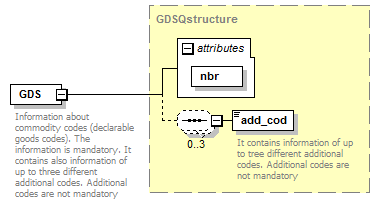 GDSQstructure
attributes
nbr
GDS
Information about
commodity codes (declarable
goods codes). The
information is mandatory. It
contains also information of
up to three different
additional codes. Additional
codes are not mandatory
0..3
add_cod
It contains information of up
to tree different additional
codes. Additional codes are
not mandatory